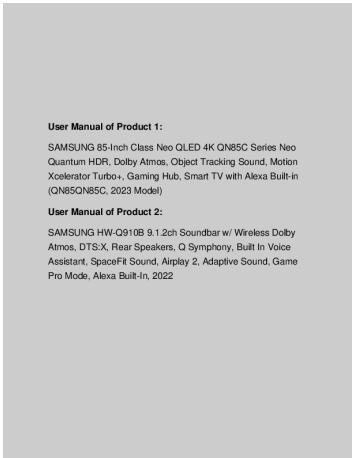 User Manual of Product 1:
SAMSUNG 85-Inch Class Neo QLED 4K QN85C Series Neo
Quantum HDR, Dolby Atmos, Object Tracking Sound, Motion
Xcelerator Turbo+, Gaming Hub, Smart TV with Alexa Built-in
(QN85QN85C, 2023 Model)
User Manual of Product 2:
SAMSUNG HW-Q910B 9.1.2ch Soundbar w/ Wireless Dolby
Atmos, DTS:X, Rear Speakers, Q Symphony, Built In Voice
Assistant, SpaceFit Sound, Airplay 2, Adaptive Sound, Game
Pro Mode, Alexa Built-In, 2022